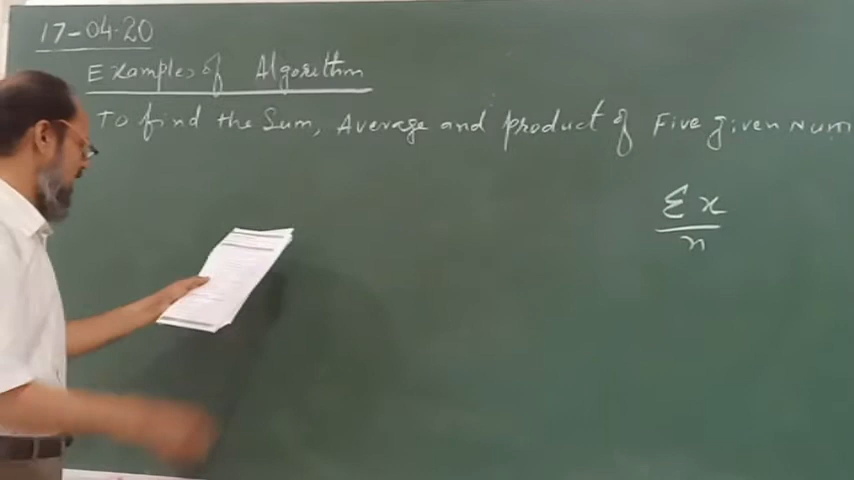 17-04-20
Examples of Algorithm
To find the Sum, Average and product of Five given Num
Σx
n